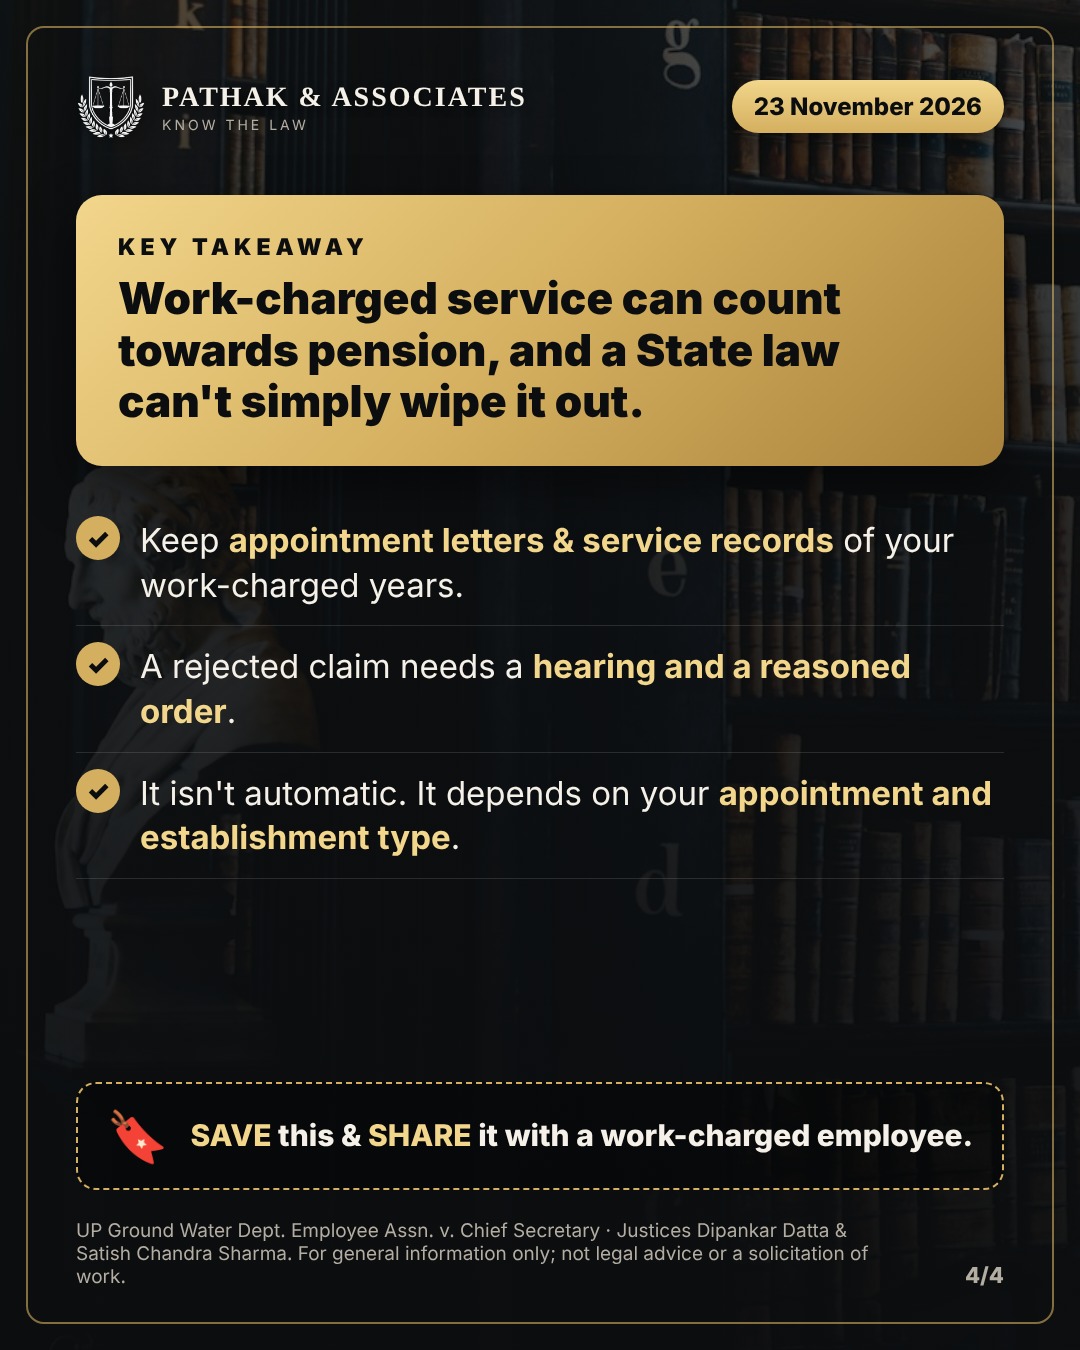 PATHAK & ASSOCIATES
KNOW THE LAW
23 November 2026
KEY TAKEAWAY
Work-charged service can count
towards pension, and a State law
can't simply wipe it out.
Keep appointment letters & service records of your
work-charged years.
A rejected claim needs a hearing and a reasoned
order.
It isn't automatic. It depends on your appointment and
establishment type.
SAVE this & SHARE it with a work-charged employee.
UP Ground Water Dept. Employee Assn. v. Chief Secretary · Justices Dipankar Datta &
Satish Chandra Sharma. For general information only; not legal advice or a solicitation of
work.
4/4
k
i
g
e
d